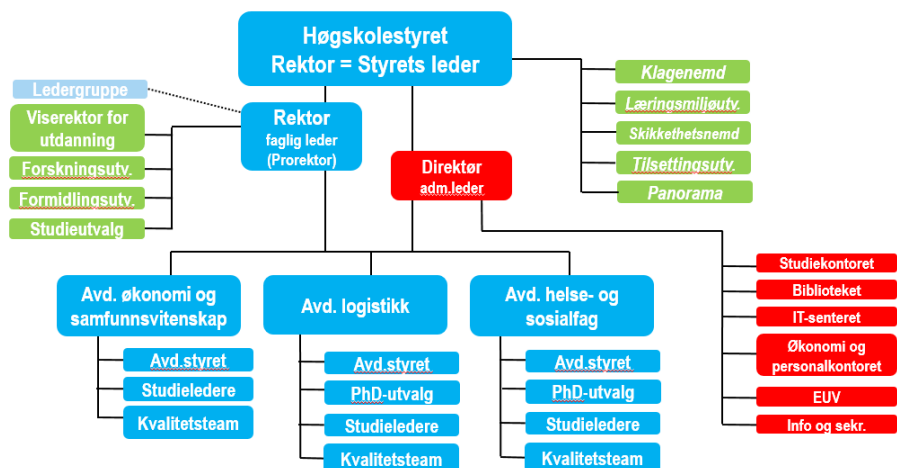 Høgskolestyret
Rektor = Styrets leder
Ledergruppe
Viserektor for
utdanning
Forskningsutv.
Formidlingsutv.
Studieutvalg
Rektor
faglig leder
(Prorektor)
Direktør
adm.leder
Klagenemd
Læringsmiljøutv.
Skikkethetsnemd
Tilsettingsutv.
Panorama
Avd. økonomi og
samfunnsvitenskap
Avd.styret
Studieledere
Kvalitetsteam
Avd. logistikk
Avd.styret
PhD-utvalg
Studieledere
Kvalitetsteam
Avd. helse- og
sosialfag
Avd.styret
PhD-utvalg
Studieledere
Kvalitetsteam
Studiekontoret
Biblioteket
IT-senteret
Økonomi og
personalkontoret
EUV
Info og sekr.